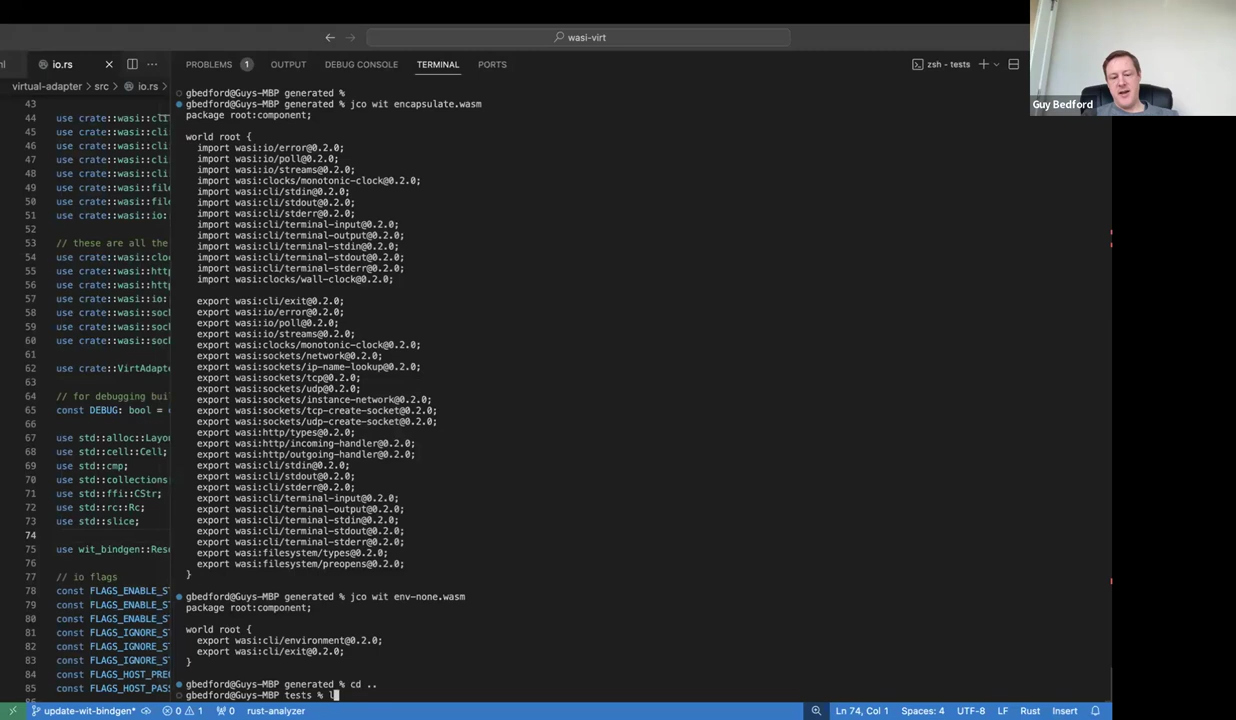 wasi-virt
io.rs
PROBLEMS 1 OUTPUT DEBUG CONSOLE TERMINAL PORTS
zsh - tests
virtual-adapter > src > io.rs
Guy Bedford
43
44 use crate::wasi::cli
45 use crate::wasi::cli
46 use crate::wasi::cli
47 use crate::wasi::cli
48 use crate::wasi::cli
49 use crate::wasi::file
50 use crate::wasi::file
51 use crate::wasi::io:
52
53 // these are all the
54 use crate::wasi::cloc
55 use crate::wasi::htt
56 use crate::wasi::htt
57 use crate::wasi::io:
58 use crate::wasi::soc
59 use crate::wasi::soc
60 use crate::wasi::soc
61
62 use crate::VirtAdapte
63
64 // for debugging buil
65 const DEBUG: bool =
66
67 use std::alloc::Layou
68 use std::cell::Cell;
69 use std::cmp;
70 use std::collections
71 use std::ffi::CStr;
72 use std::rc::Rc;
73 use std::slice;
74
75 use wit_bindgen::Res
76
77 // io flags
78 const FLAGS_ENABLE_ST
79 const FLAGS_ENABLE_ST
80 const FLAGS_ENABLE_ST
81 const FLAGS_IGNORE_ST
82 const FLAGS_IGNORE_ST
83 const FLAGS_IGNORE_ST
84 const FLAGS_HOST_PRE
85 const FLAGS_HOST_PAS
gbedford@Guys-MBP generated %
gbedford@Guys-MBP generated % jco wit encapsulate.wasm
package root:component;
world root {
import wasi:io/error@0.2.0;
import wasi:io/poll@0.2.0;
import wasi:io/streams@0.2.0;
import wasi:clocks/monotonic-clock@0.2.0;
import wasi:cli/stdin@0.2.0;
import wasi:cli/stdout@0.2.0;
import wasi:cli/stderr@0.2.0;
import wasi:cli/terminal-input@0.2.0;
import wasi:cli/terminal-output@0.2.0;
import wasi:cli/terminal-stdin@0.2.0;
import wasi:cli/terminal-stdout@0.2.0;
import wasi:cli/terminal-stderr@0.2.0;
import wasi:clocks/wall-clock@0.2.0;
export wasi:cli/exit@0.2.0;
export wasi:io/error@0.2.0;
export wasi:io/poll@0.2.0;
export wasi:io/streams@0.2.0;
export wasi:clocks/monotonic-clock@0.2.0;
export wasi:sockets/network@0.2.0;
export wasi:sockets/ip-name-lookup@0.2.0;
export wasi:sockets/tcp@0.2.0;
export wasi:sockets/udp@0.2.0;
export wasi:sockets/instance-network@0.2.0;
export wasi:sockets/tcp-create-socket@0.2.0;
export wasi:sockets/udp-create-socket@0.2.0;
export wasi:http/types@0.2.0;
export wasi:http/incoming-handler@0.2.0;
export wasi:http/outgoing-handler@0.2.0;
export wasi:cli/stdin@0.2.0;
export wasi:cli/stdout@0.2.0;
export wasi:cli/stderr@0.2.0;
export wasi:cli/terminal-input@0.2.0;
export wasi:cli/terminal-output@0.2.0;
export wasi:cli/terminal-stdin@0.2.0;
export wasi:cli/terminal-stdout@0.2.0;
export wasi:cli/terminal-stderr@0.2.0;
export wasi:filesystem/types@0.2.0;
export wasi:filesystem/preopens@0.2.0;
}
gbedford@Guys-MBP generated % jco wit env-none.wasm
package root:component;
world root {
export wasi:cli/environment@0.2.0;
export wasi:cli/exit@0.2.0;
}
gbedford@Guys-MBP generated % cd ..
gbedford@Guys-MBP tests % l
update-wit-bindgen* 0 1 0 rust-analyzer Ln 74, Col 1 Spaces: 4 UTF-8 LF Rust Insert